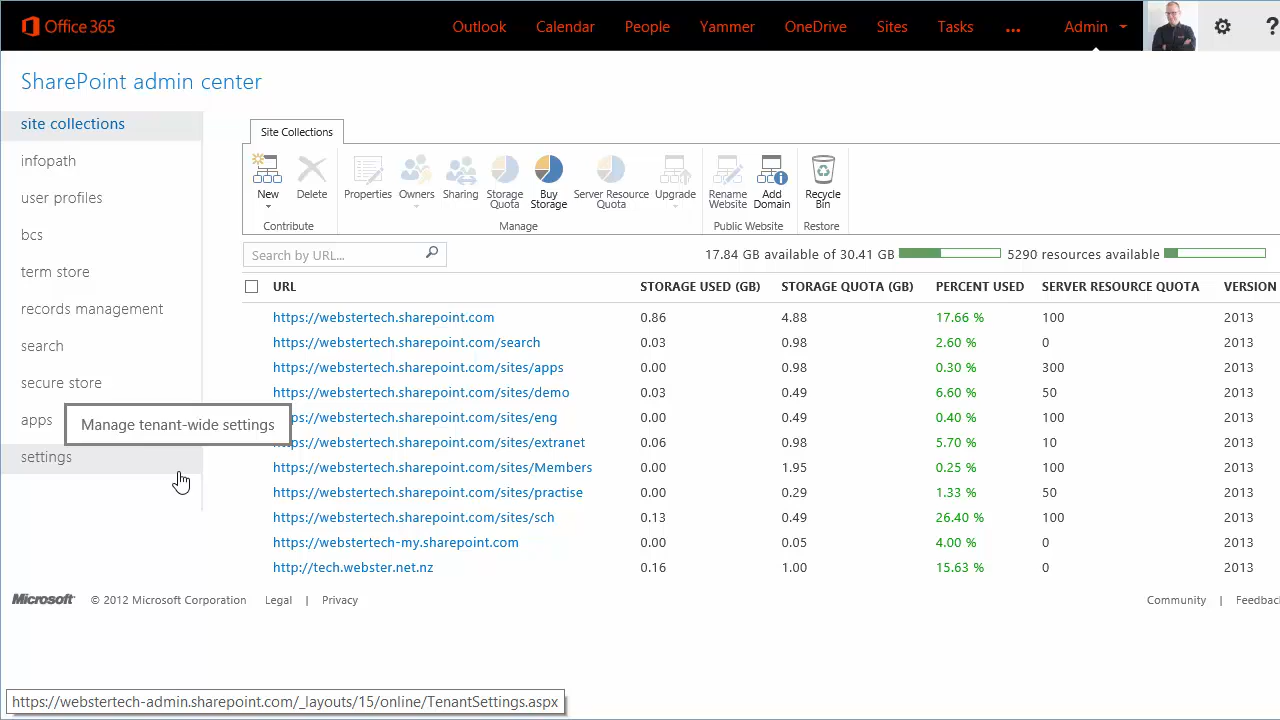 Office 365 Outlook Calendar People Yammer OneDrive Sites Tasks ... Admin ?
SharePoint admin center
site collections
infopath
user profiles
bcs
term store
records management
search
secure store
apps
Manage tenant-wide settings
settings
Site Collections
New Delete Properties Owners Sharing Storage Quota Buy Storage Server Resource Quota Upgrade Rename Website Add Domain Recycle Bin
Contribute Manage Public Website Restore
Search by URL... 17.84 GB available of 30.41 GB 5290 resources available
URL STORAGE USED (GB) STORAGE QUOTA (GB) PERCENT USED SERVER RESOURCE QUOTA VERSION
https://webstertech.sharepoint.com 0.86 4.88 17.66 % 100 2013
https://webstertech.sharepoint.com/search 0.03 0.98 2.60 % 0 2013
https://webstertech.sharepoint.com/sites/apps 0.00 0.98 0.30 % 300 2013
https://webstertech.sharepoint.com/sites/demo 0.03 0.49 6.60 % 50 2013
ps://webstertech.sharepoint.com/sites/eng 0.00 0.49 0.40 % 100 2013
https://webstertech.sharepoint.com/sites/extranet 0.06 0.98 5.70 % 10 2013
https://webstertech.sharepoint.com/sites/Members 0.00 1.95 0.25 % 100 2013
https://webstertech.sharepoint.com/sites/practise 0.00 0.29 1.33 % 50 2013
https://webstertech.sharepoint.com/sites/sch 0.13 0.49 26.40 % 100 2013
https://webstertech-my.sharepoint.com 0.00 0.05 4.00 % 0 2013
http://tech.webster.net.nz 0.16 1.00 15.63 % 0 2013
Microsoft © 2012 Microsoft Corporation Legal | Privacy Community | Feedbac
https://webstertech-admin.sharepoint.com/_layouts/15/online/TenantSettings.aspx